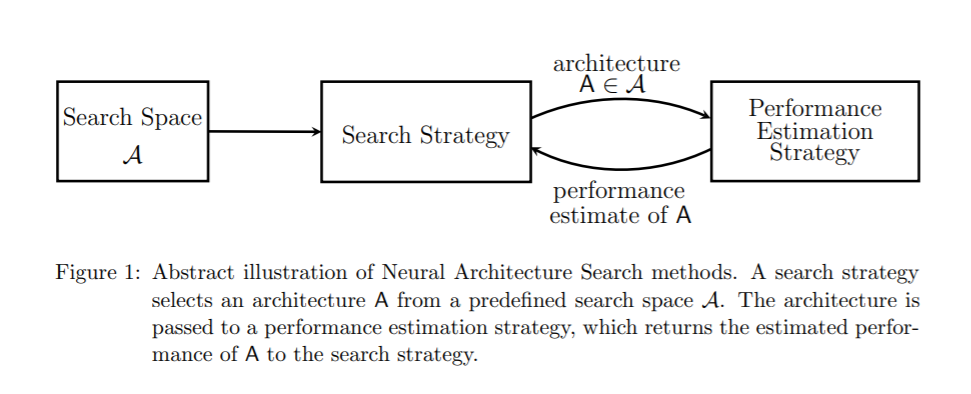 architecture
A ∈ 𝒜
Search Space
𝒜
Search Strategy
Performance
Estimation
Strategy
performance
estimate of A
Figure 1: Abstract illustration of Neural Architecture Search methods. A search strategy
selects an architecture A from a predefined search space 𝒜. The architecture is
passed to a performance estimation strategy, which returns the estimated perfor-
mance of A to the search strategy.